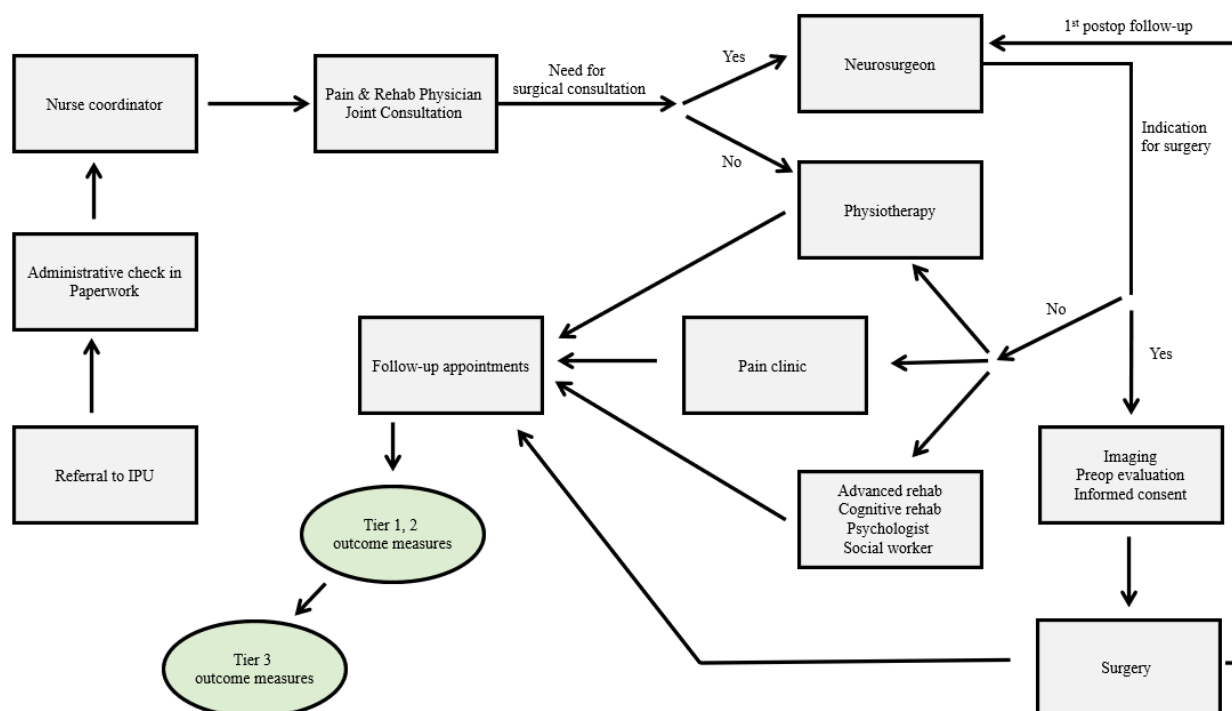 1st postop follow-up
Neurosurgeon
Yes
Need for
surgical consultation
Nurse coordinator
Pain & Rehab Physician
Joint Consultation
Indication
for surgery
No
Physiotherapy
Administrative check in
Paperwork
No
Yes
Follow-up appointments
Pain clinic
Referral to IPU
Imaging
Preop evaluation
Informed consent
Advanced rehab
Cognitive rehab
Psychologist
Social worker
Tier 1, 2
outcome measures
Tier 3
outcome measures
Surgery